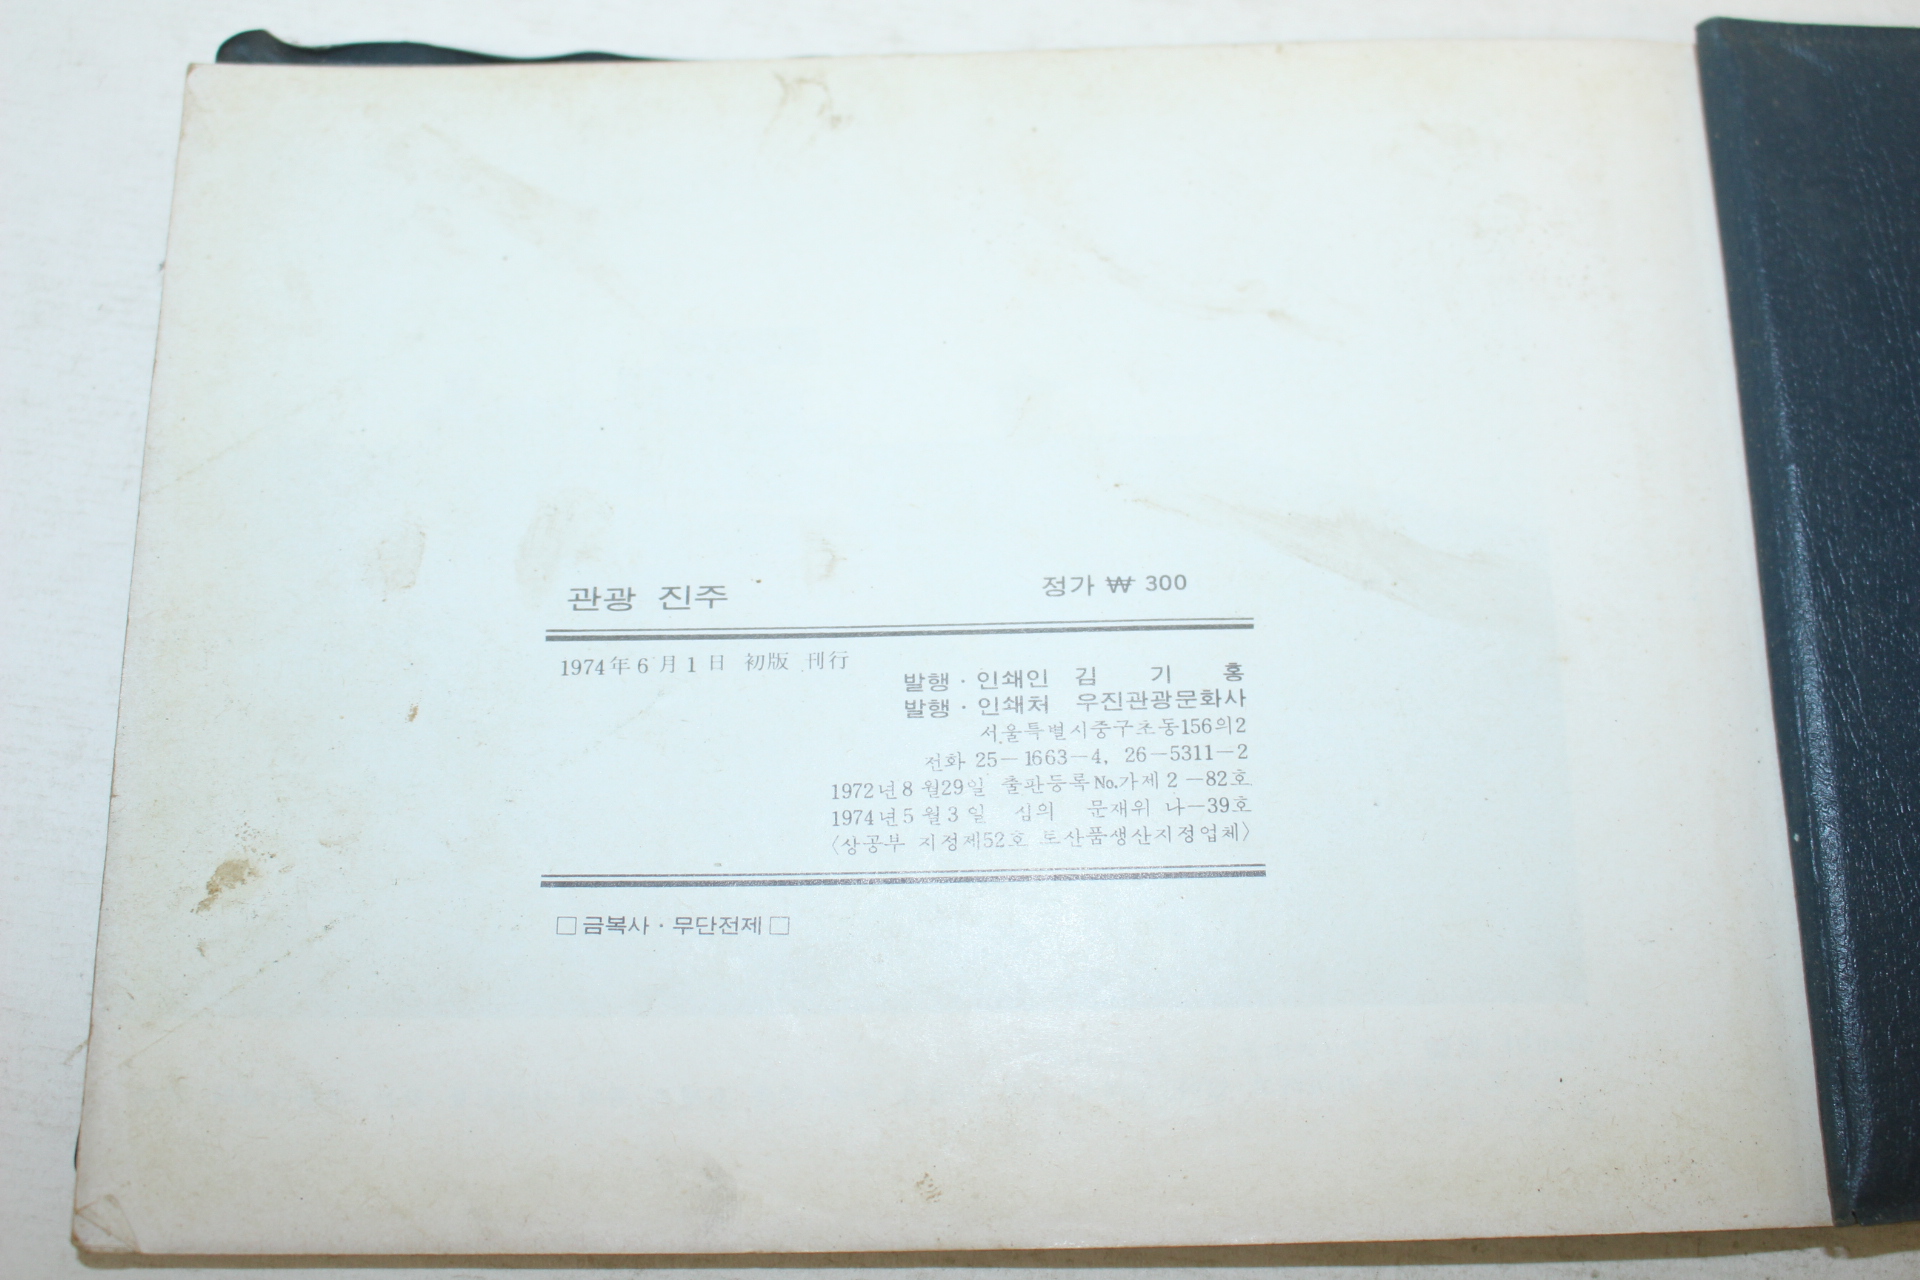 관광 진주 정가 ₩ 300
1974年6月1日 初版 刊行
발행 · 인쇄인 김 기 홍
발행 · 인쇄처 우진관광문화사
서울특별시중구초동156의2
전화 25-1663-4, 26-5311-2
1972년8월29일 출판등록No.가제2-82호
1974년5월3일 심의 문재위 나-39호
〈상공부 지정제52호 토산품생산지정업체〉
□금복사 · 무단전제□